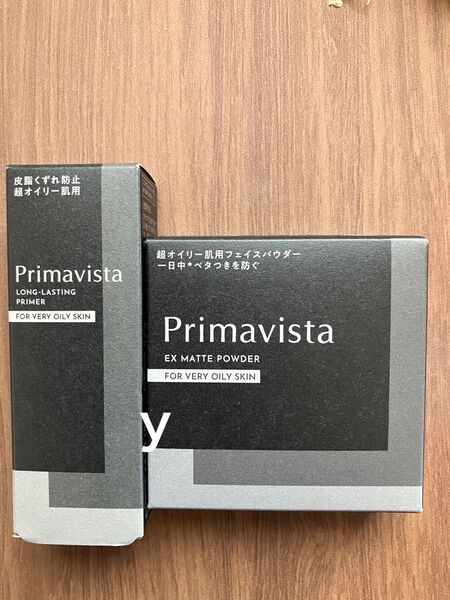 皮脂くずれ防止
超オイリー肌用
Primavista
LONG-LASTING
PRIMER
FOR VERY OILY SKIN
超オイリー肌用フェイスパウダー
一日中*ベタつきを防ぐ
Primavista
EX MATTE POWDER
FOR VERY OILY SKIN
y